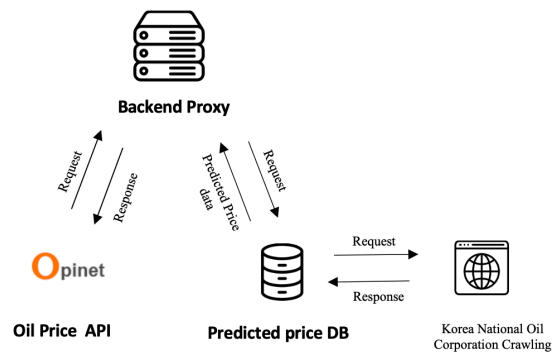 Backend Proxy
Request
Response
Predicted Price
data
Request
Opinet
Request
Response
Oil Price API
Predicted price DB
Korea National Oil
Corporation Crawling